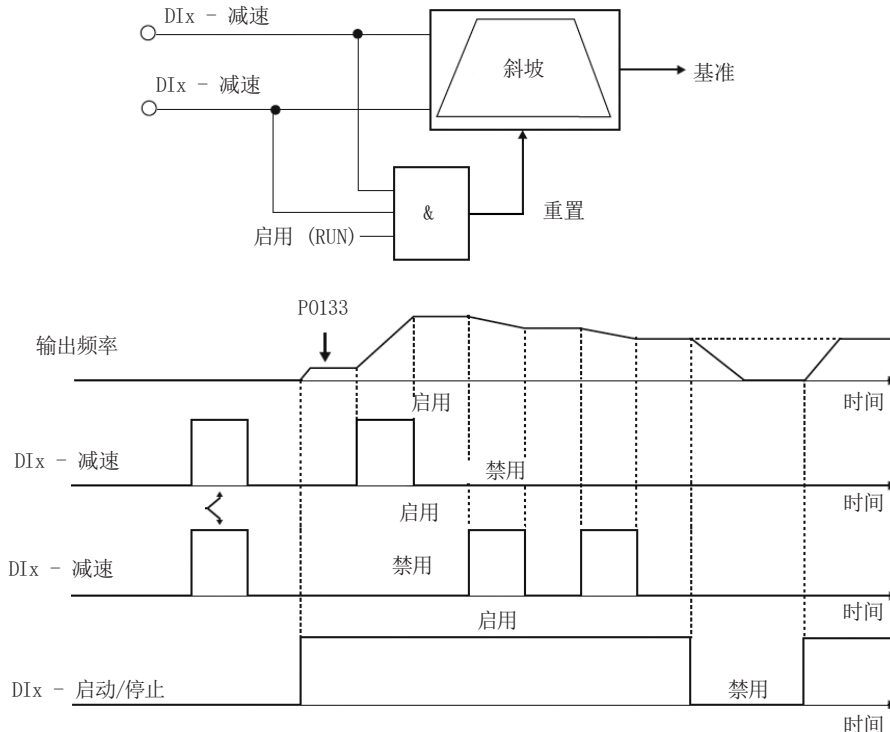 DIx - 减速
斜坡
基准
DIx - 减速
&
重置
启用 (RUN)
P0133
输出频率
启用
时间
DIx - 减速
禁用
时间
启用
DIx - 减速
禁用
时间
启用
DIx - 启动/停止
禁用
时间